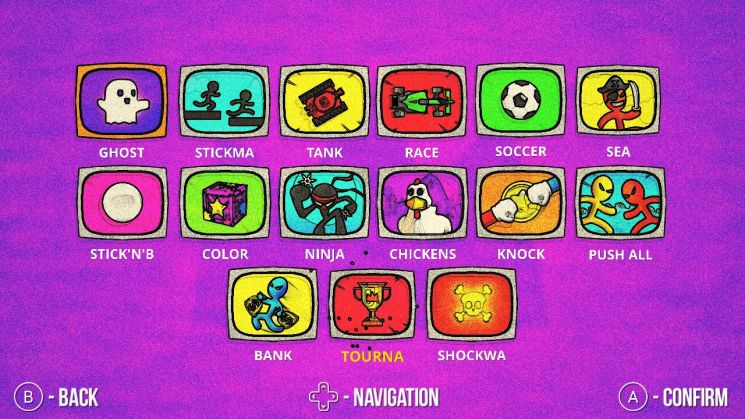 GHOST STICKMA TANK RACE SOCCER SEA
STICK'N'B COLOR NINJA CHICKENS KNOCK PUSH ALL
BANK TOURNA SHOCKWA
B - BACK - NAVIGATION A - CONFIRM